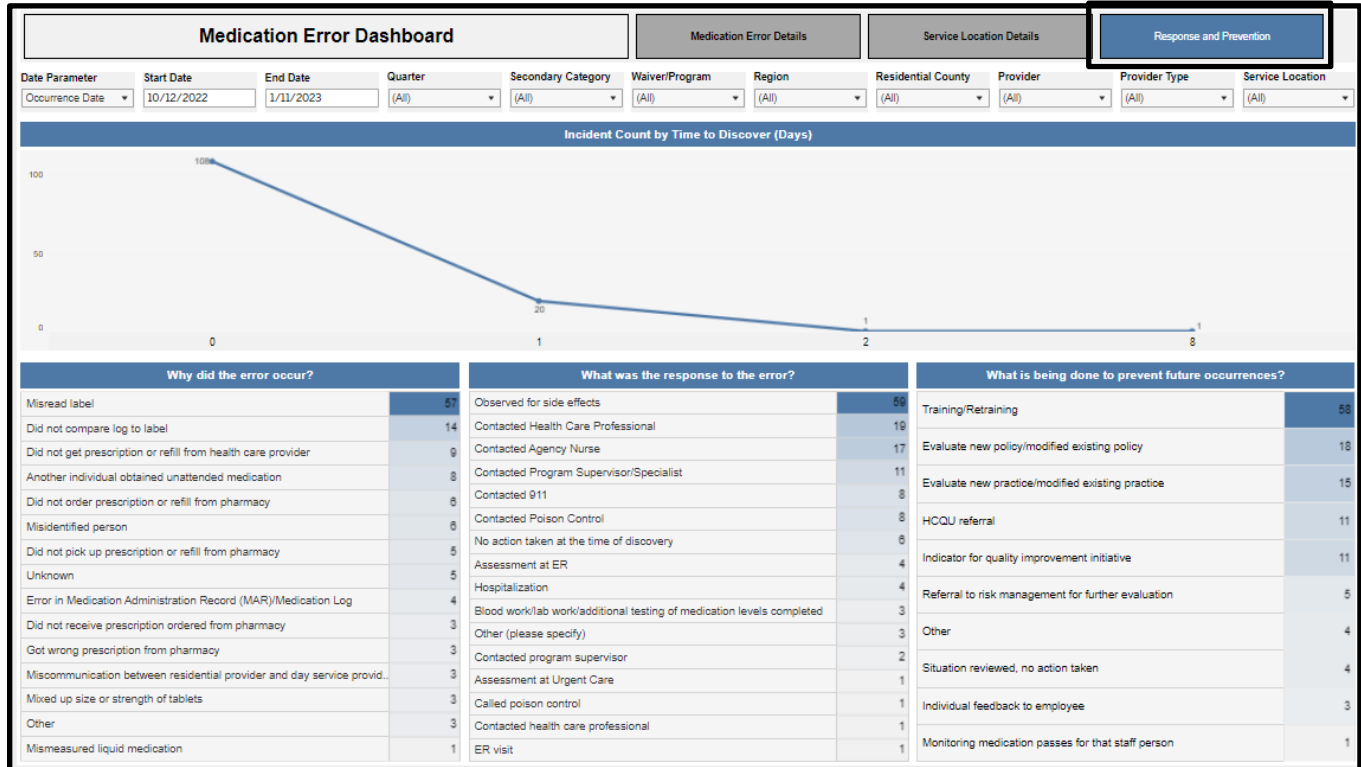 Medication Error Dashboard
Medication Error Details
Service Location Details
Response and Prevention
Date Parameter Start Date End Date Quarter Secondary Category Waiver/Program Region Residential County Provider Provider Type Service Location
Occurrence Date 10/12/2022 1/11/2023 (All) (All) (All) (All) (All) (All) (All) (All)
Incident Count by Time to Discover (Days)
108
100
50
20
1
1
0
0 1 2 8
Why did the error occur?
Misread label 57
Did not compare log to label 14
Did not get prescription or refill from health care provider 9
Another individual obtained unattended medication 8
Did not order prescription or refill from pharmacy 6
Misidentified person 6
Did not pick up prescription or refill from pharmacy 5
Unknown 5
Error in Medication Administration Record (MAR)/Medication Log 4
Did not receive prescription ordered from pharmacy 3
Got wrong prescription from pharmacy 3
Miscommunication between residential provider and day service provid.. 3
Mixed up size or strength of tablets 3
Other 3
Mismeasured liquid medication 1
What was the response to the error?
Observed for side effects 59
Contacted Health Care Professional 19
Contacted Agency Nurse 17
Contacted Program Supervisor/Specialist 11
Contacted 911 8
Contacted Poison Control 8
No action taken at the time of discovery 6
Assessment at ER 4
Hospitalization 4
Blood work/lab work/additional testing of medication levels completed 3
Other (please specify) 3
Contacted program supervisor 2
Assessment at Urgent Care 1
Called poison control 1
Contacted health care professional 1
ER visit 1
What is being done to prevent future occurrences?
Training/Retraining 58
Evaluate new policy/modified existing policy 18
Evaluate new practice/modified existing practice 15
HCQU referral 11
Indicator for quality improvement initiative 11
Referral to risk management for further evaluation 5
Other 4
Situation reviewed, no action taken 4
Individual feedback to employee 3
Monitoring medication passes for that staff person 1